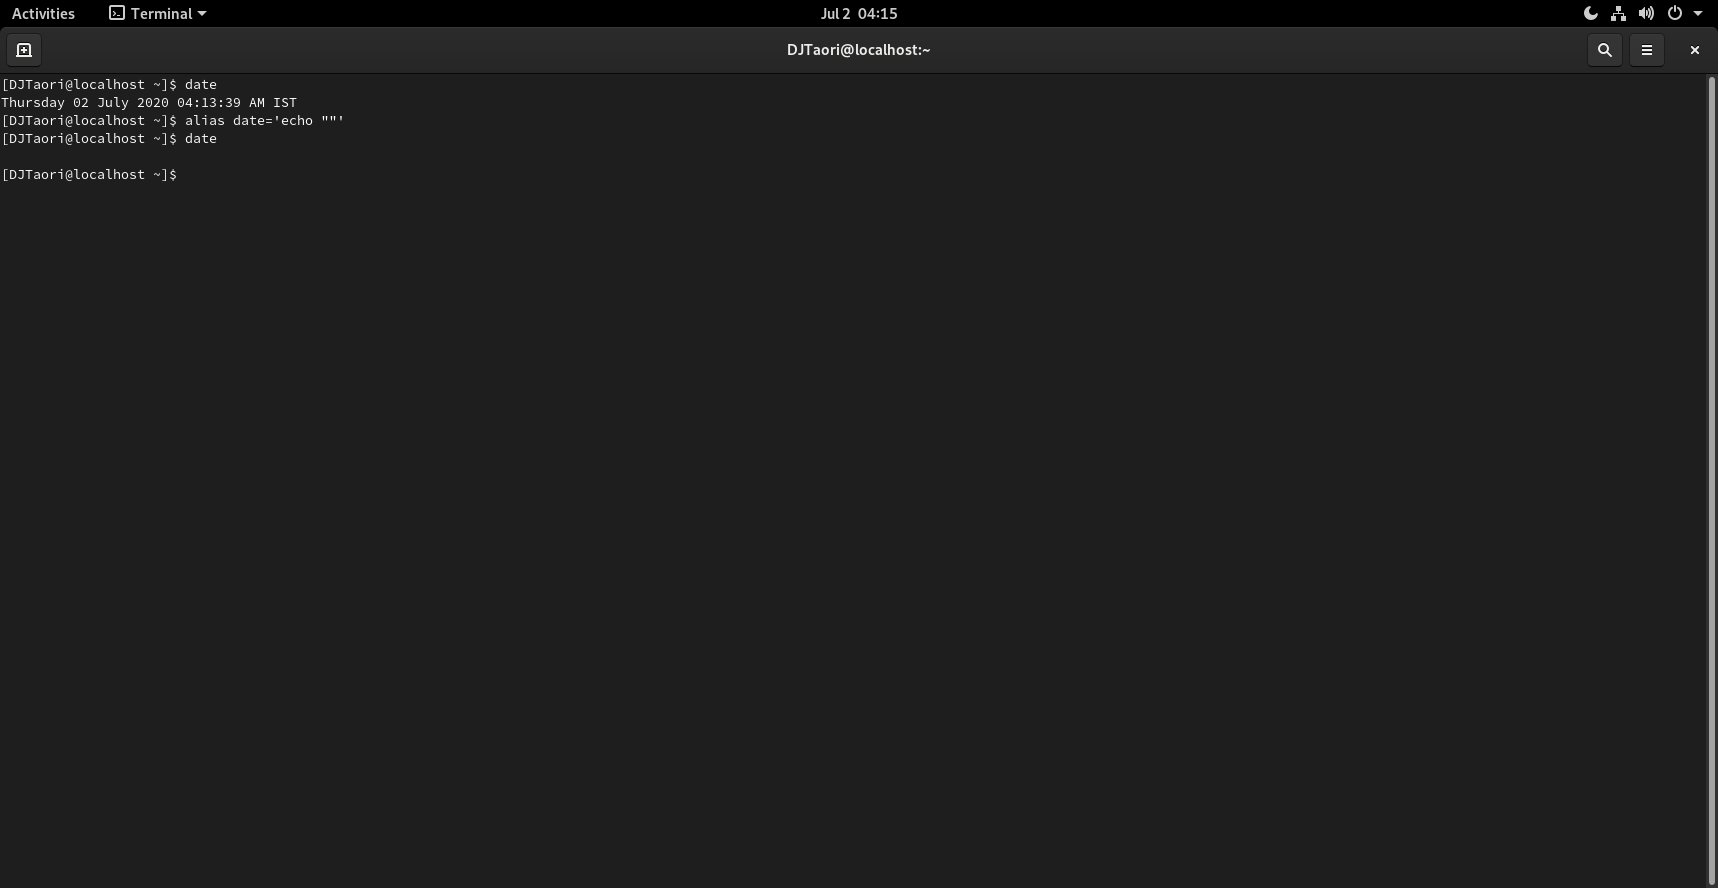 Activities Terminal Jul 2 04:15
DJTaori@localhost:~
[DJTaori@localhost ~]$ date
Thursday 02 July 2020 04:13:39 AM IST
[DJTaori@localhost ~]$ alias date='echo ""'
[DJTaori@localhost ~]$ date
[DJTaori@localhost ~]$